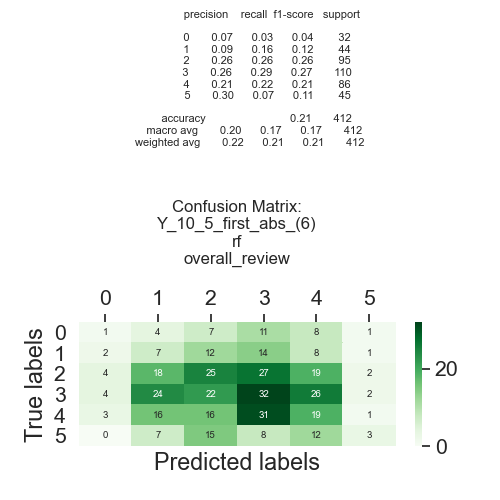 precision recall f1-score support
0 0.07 0.03 0.04 32
1 0.09 0.16 0.12 44
2 0.26 0.26 0.26 95
3 0.26 0.29 0.27 110
4 0.21 0.22 0.21 86
5 0.30 0.07 0.11 45
accuracy 0.21 412
macro avg 0.20 0.17 0.17 412
weighted avg 0.22 0.21 0.21 412
Confusion Matrix:
Y_10_5_first_abs_(6)
rf
overall_review
0 1 2 3 4 5
0 1 4 7 11 8 1
1 2 7 12 14 8 1
2 4 18 25 27 19 2
3 4 24 22 32 26 2
4 3 16 16 31 19 1
5 0 7 15 8 12 3
True labels
Predicted labels
20
0